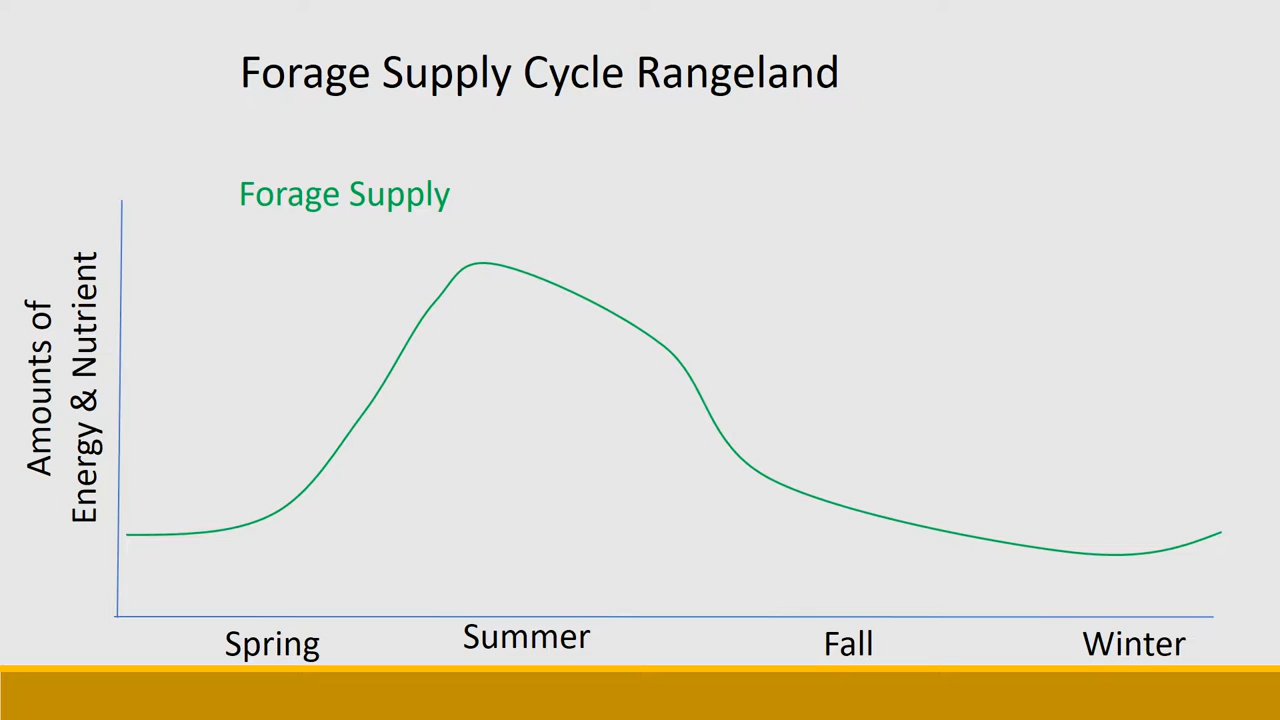 Forage Supply Cycle Rangeland
Forage Supply
Amounts of
Energy & Nutrient
Spring
Summer
Fall
Winter